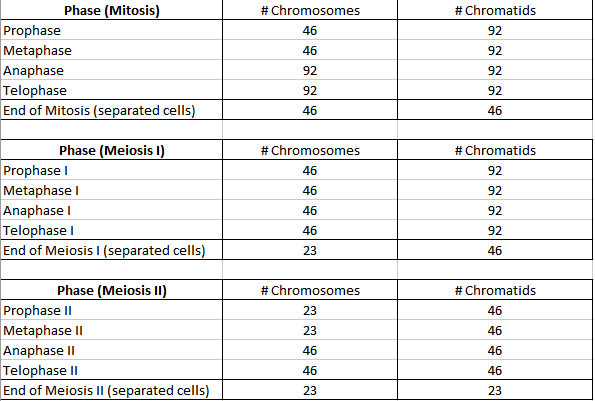 Phase (Mitosis) # Chromosomes # Chromatids
Prophase 46 92
Metaphase 46 92
Anaphase 92 92
Telophase 92 92
End of Mitosis (separated cells) 46 46
Phase (Meiosis I) # Chromosomes # Chromatids
Prophase I 46 92
Metaphase I 46 92
Anaphase I 46 92
Telophase I 46 92
End of Meiosis I (separated cells) 23 46
Phase (Meiosis II) # Chromosomes # Chromatids
Prophase II 23 46
Metaphase II 23 46
Anaphase II 46 46
Telophase II 46 46
End of Meiosis II (separated cells) 23 23